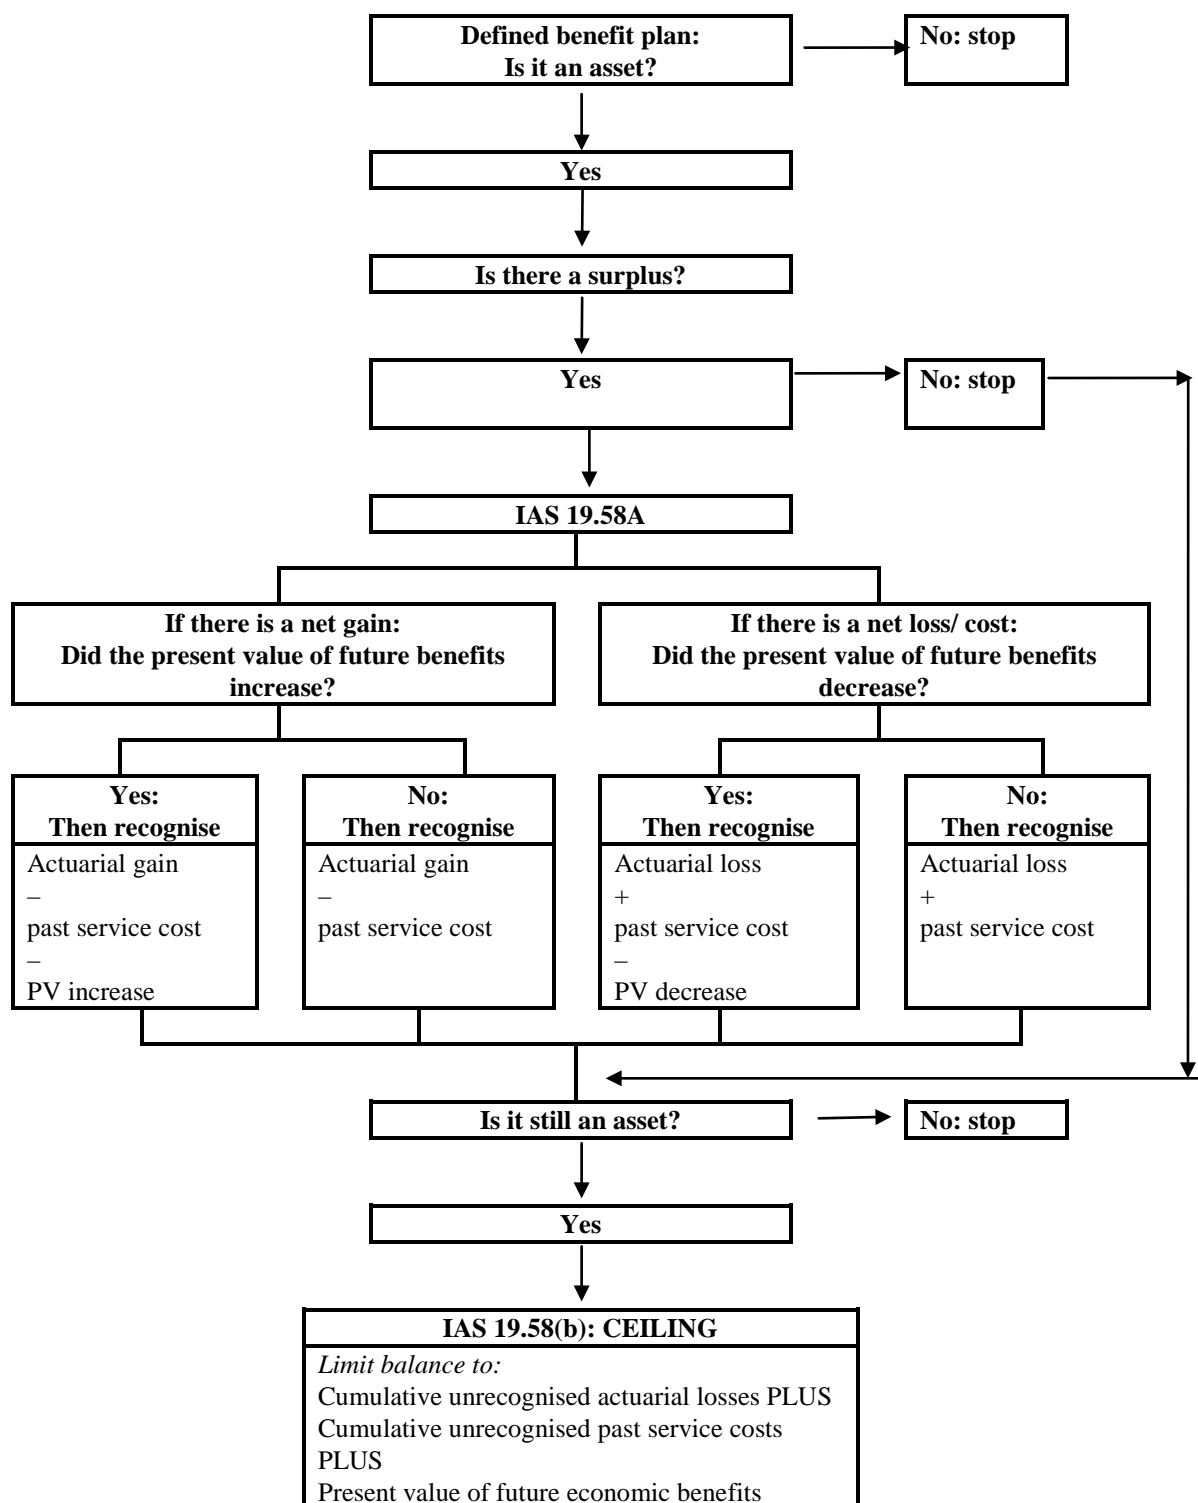 Defined benefit plan:
Is it an asset?
No: stop
Yes
Is there a surplus?
Yes
No: stop
IAS 19.58A
If there is a net gain:
Did the present value of future benefits
increase?
If there is a net loss/ cost:
Did the present value of future benefits
decrease?
Yes:
Then recognise
Actuarial gain
–
past service cost
–
PV increase
No:
Then recognise
Actuarial gain
–
past service cost
Yes:
Then recognise
Actuarial loss
+
past service cost
–
PV decrease
No:
Then recognise
Actuarial loss
+
past service cost
Is it still an asset?
No: stop
Yes
IAS 19.58(b): CEILING
Limit balance to:
Cumulative unrecognised actuarial losses PLUS
Cumulative unrecognised past service costs
PLUS
Present value of future economic benefits